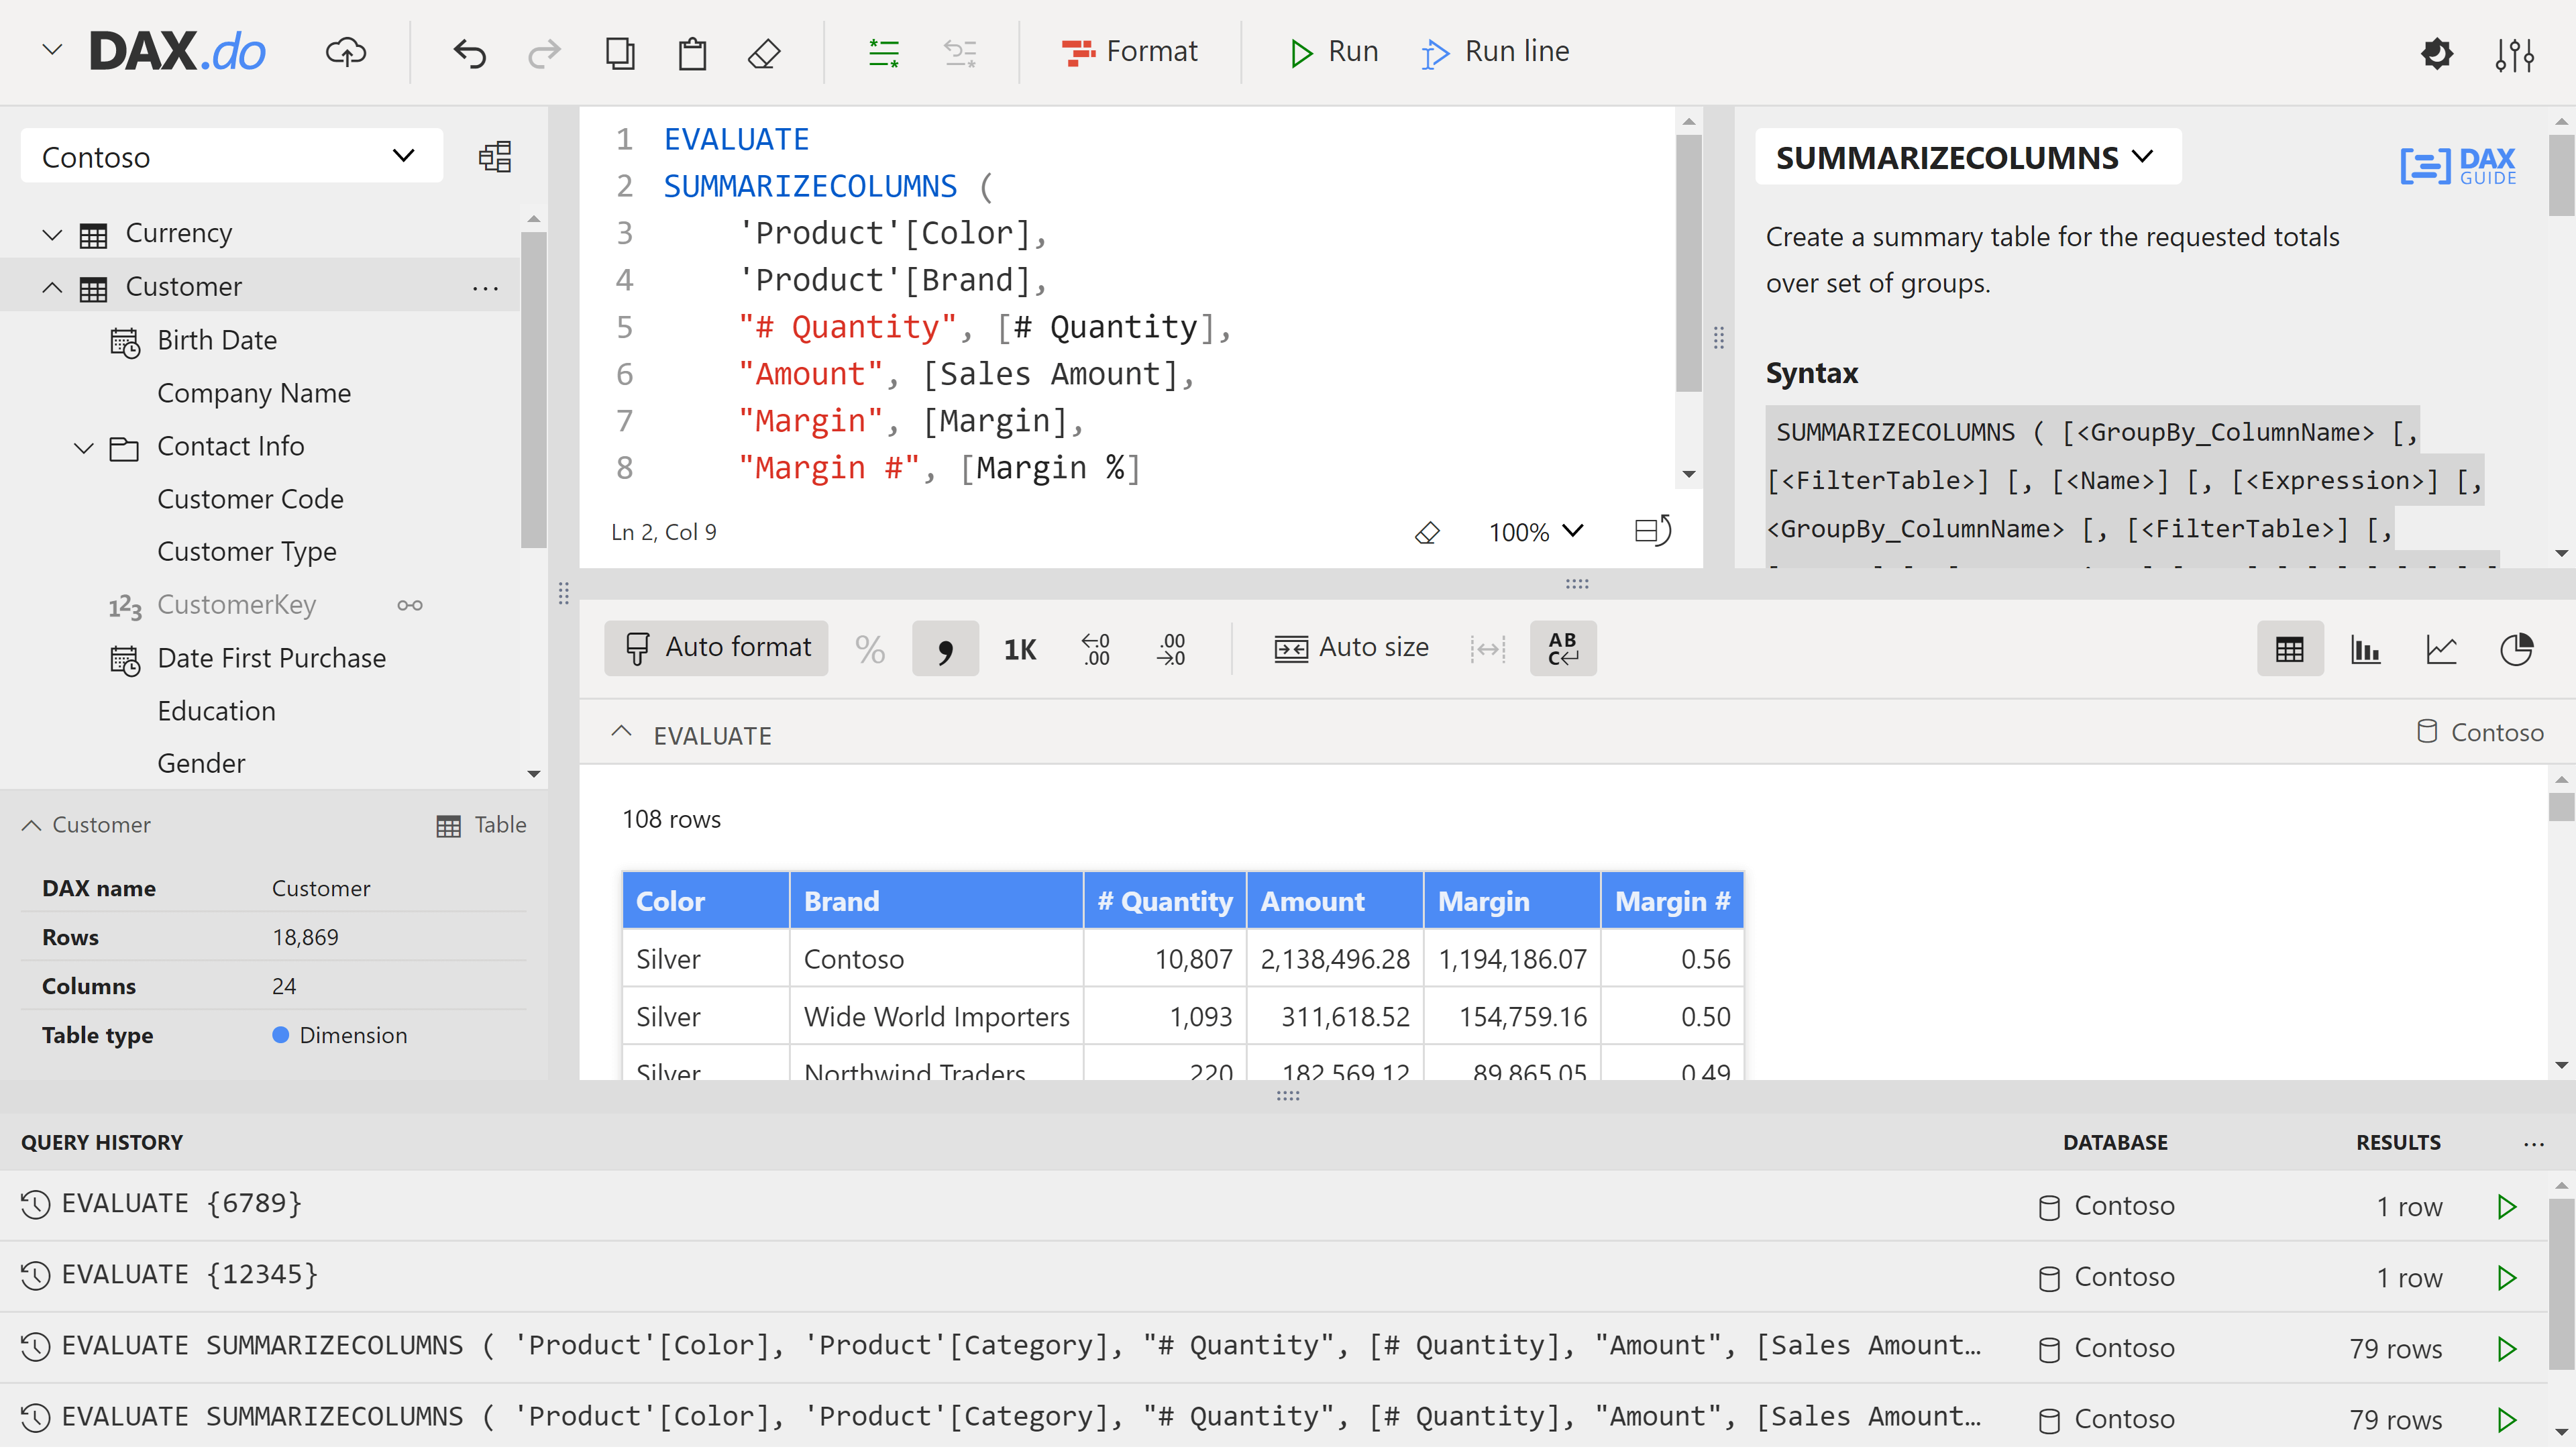 DAX.do
Format
Run
Run line
Contoso
Currency
Customer
Birth Date
Company Name
Contact Info
Customer Code
Customer Type
123 CustomerKey
Date First Purchase
Education
Gender
Customer Table
DAX name Customer
Rows 18,869
Columns 24
Table type Dimension
1 EVALUATE
2 SUMMARIZECOLUMNS (
3 'Product'[Color],
4 'Product'[Brand],
5 "# Quantity", [# Quantity],
6 "Amount", [Sales Amount],
7 "Margin", [Margin],
8 "Margin #", [Margin %]
Ln 2, Col 9 100%
SUMMARIZECOLUMNS
DAX
GUIDE
Create a summary table for the requested totals
over set of groups.
Syntax
SUMMARIZECOLUMNS ( [<GroupBy_ColumnName> [,
[<FilterTable>] [, [<Name>] [, [<Expression>] [,
<GroupBy_ColumnName> [, [<FilterTable>] [,
Auto format % , 1K .0 .00 .00 .0 Auto size AB C
EVALUATE Contoso
108 rows
Color Brand # Quantity Amount Margin Margin #
Silver Contoso 10,807 2,138,496.28 1,194,186.07 0.56
Silver Wide World Importers 1,093 311,618.52 154,759.16 0.50
Silver Northwind Traders 220 182,569.12 89,865.05 0.49
QUERY HISTORY DATABASE RESULTS ...
EVALUATE {6789} Contoso 1 row
EVALUATE {12345} Contoso 1 row
EVALUATE SUMMARIZECOLUMNS ( 'Product'[Color], 'Product'[Category], "# Quantity", [# Quantity], "Amount", [Sales Amount… Contoso 79 rows
EVALUATE SUMMARIZECOLUMNS ( 'Product'[Color], 'Product'[Category], "# Quantity", [# Quantity], "Amount", [Sales Amount… Contoso 79 rows